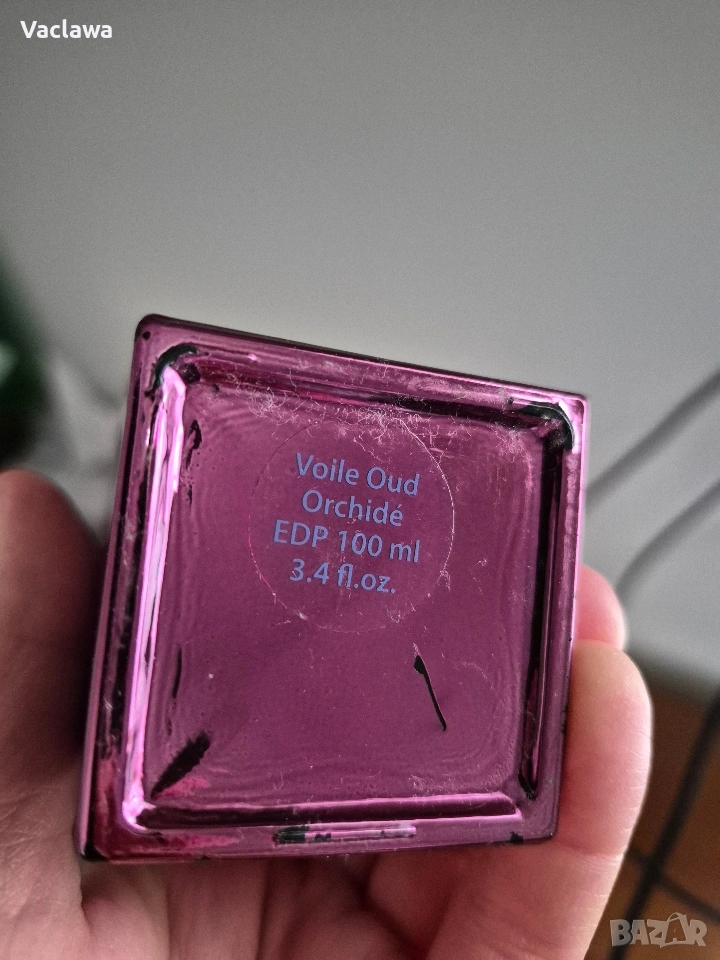 Vaclawa
Voile Oud
Orchidé
EDP 100 ml
3.4 fl.oz.
BAZAR